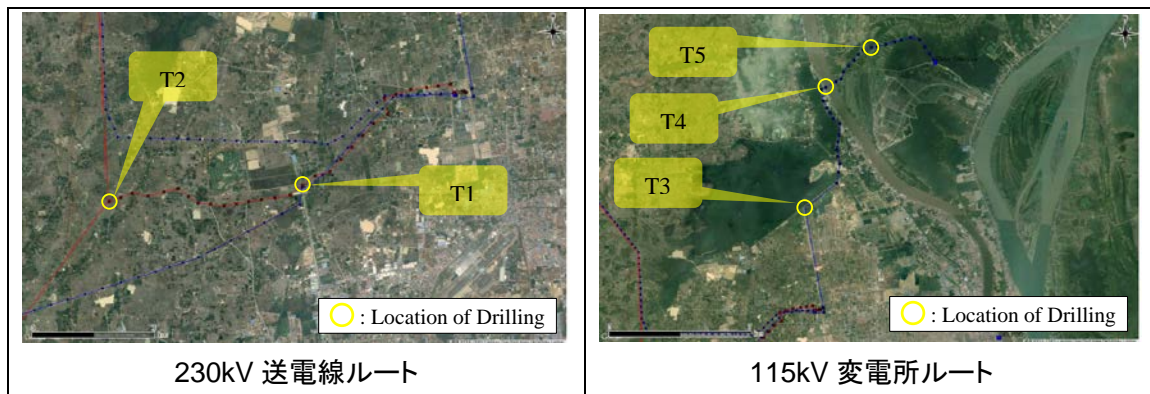 T2
T1
: Location of Drilling
230kV 送電線ルート
T5
T4
T3
: Location of Drilling
115kV 変電所ルート